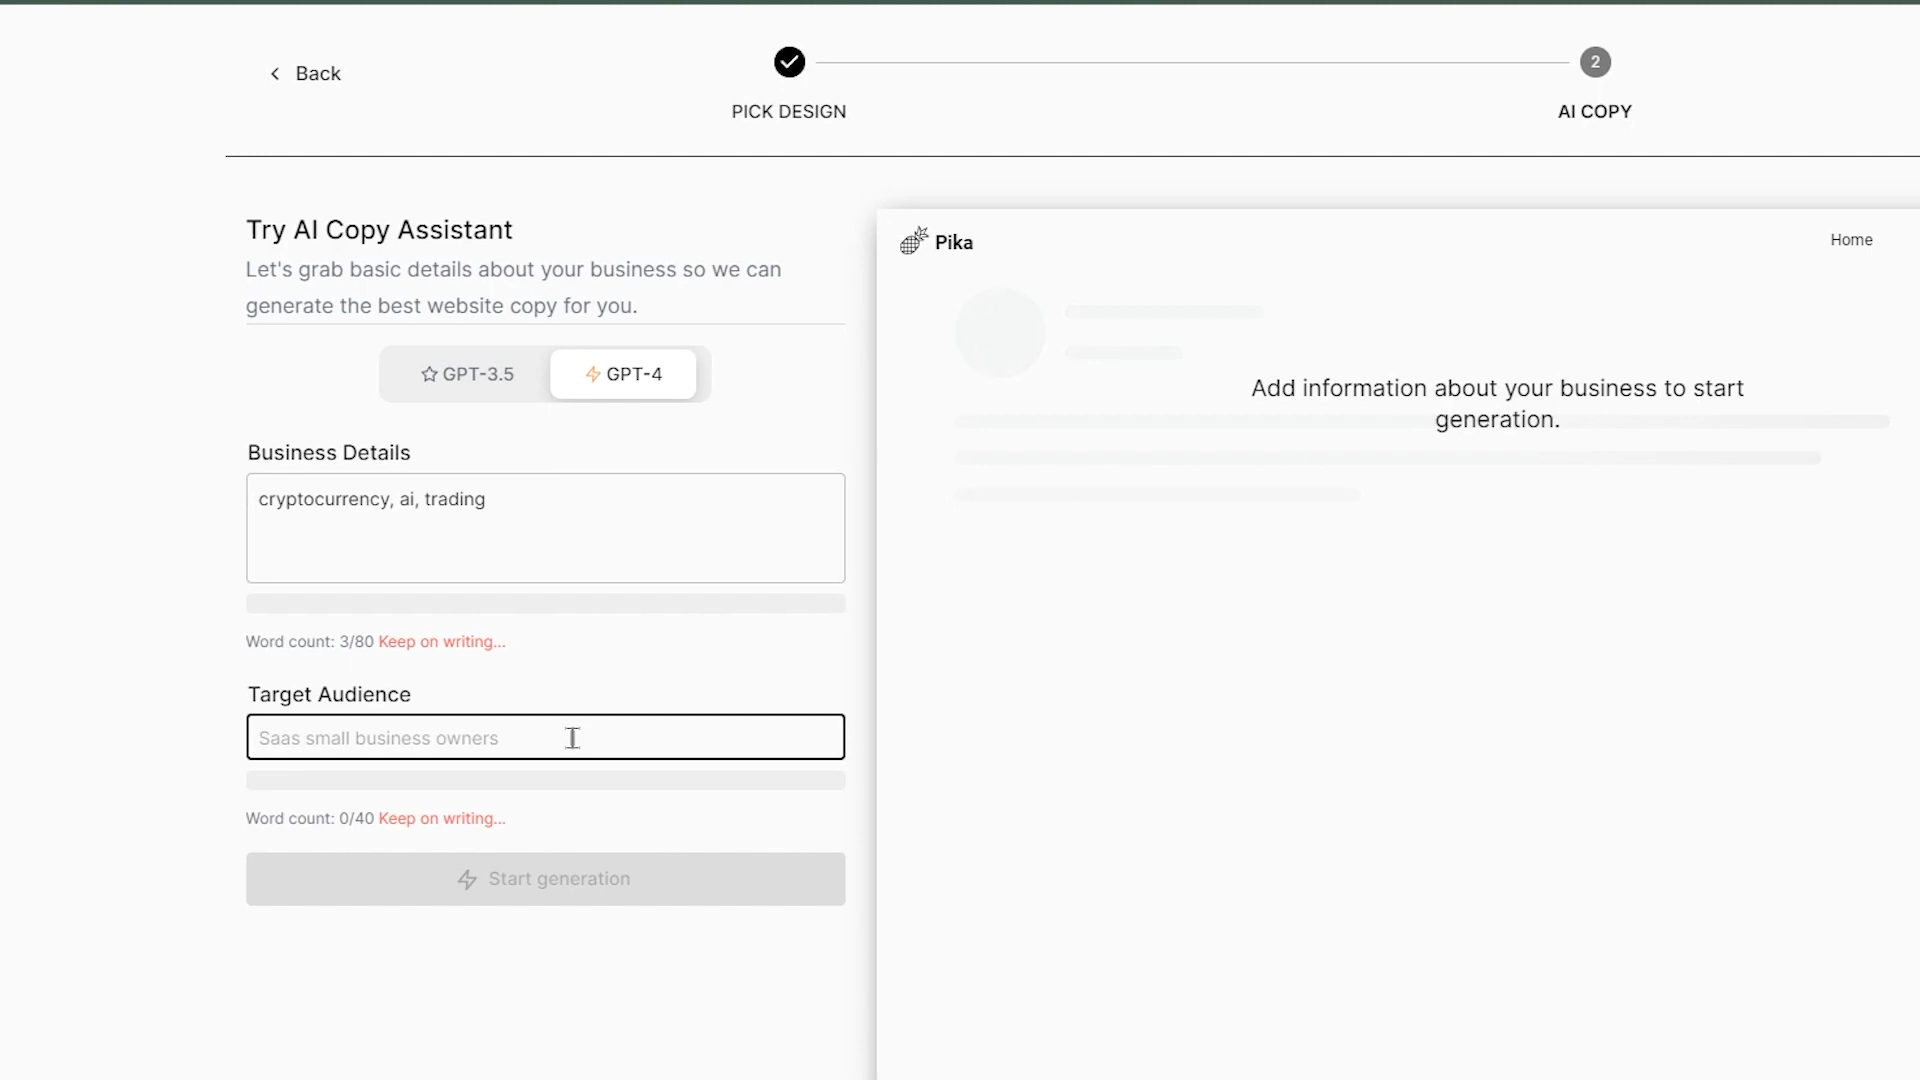 Back
PICK DESIGN
2
AI COPY
Try AI Copy Assistant
Let's grab basic details about your business so we can
generate the best website copy for you.
GPT-3.5
GPT-4
Business Details
cryptocurrency, ai, trading
Word count: 3/80 Keep on writing...
Target Audience
Saas small business owners
Word count: 0/40 Keep on writing...
Start generation
Pika
Home
Add information about your business to start
generation.